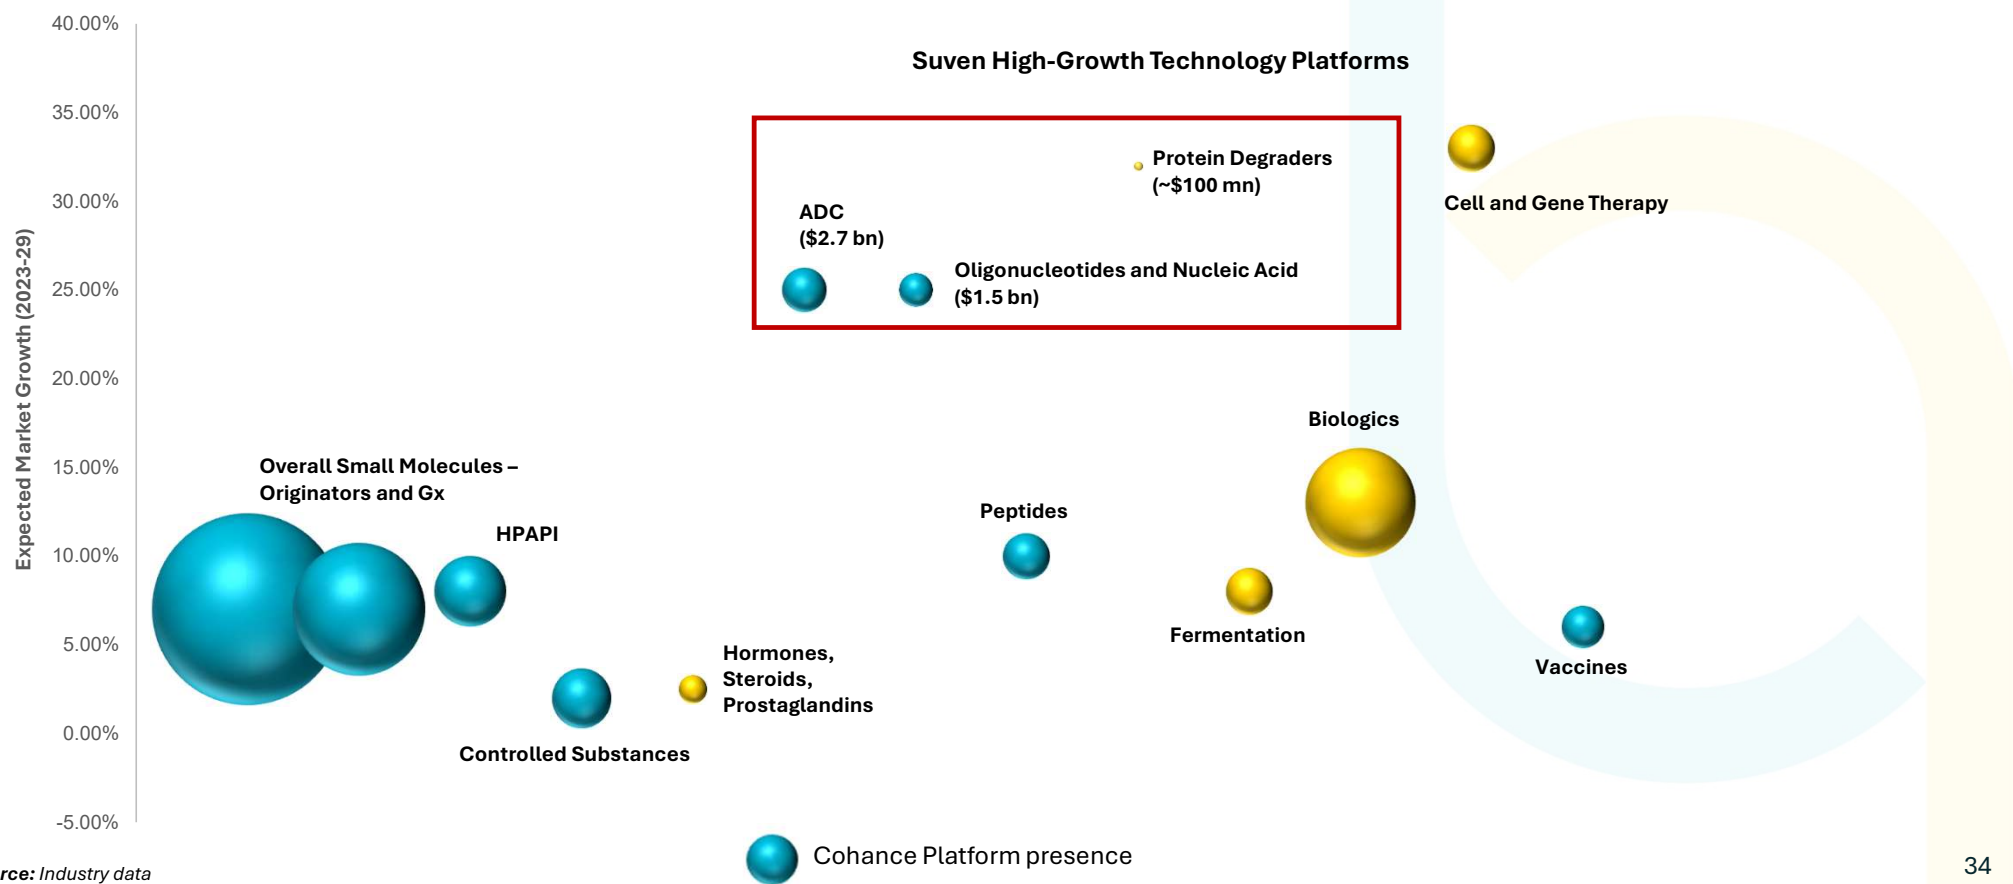 Suven High-Growth Technology Platforms
Expected Market Growth (2023-29)
40.00%
35.00%
30.00%
25.00%
20.00%
15.00%
10.00%
5.00%
0.00%
-5.00%
Protein Degraders
(~$100 mn)
ADC
($2.7 bn)
Oligonucleotides and Nucleic Acid
($1.5 bn)
Cell and Gene Therapy
Biologics
Overall Small Molecules –
Originators and Gx
HPAPI
Peptides
Fermentation
Hormones,
Steroids,
Prostaglandins
Vaccines
Controlled Substances
Cohance Platform presence
rce: Industry data
34